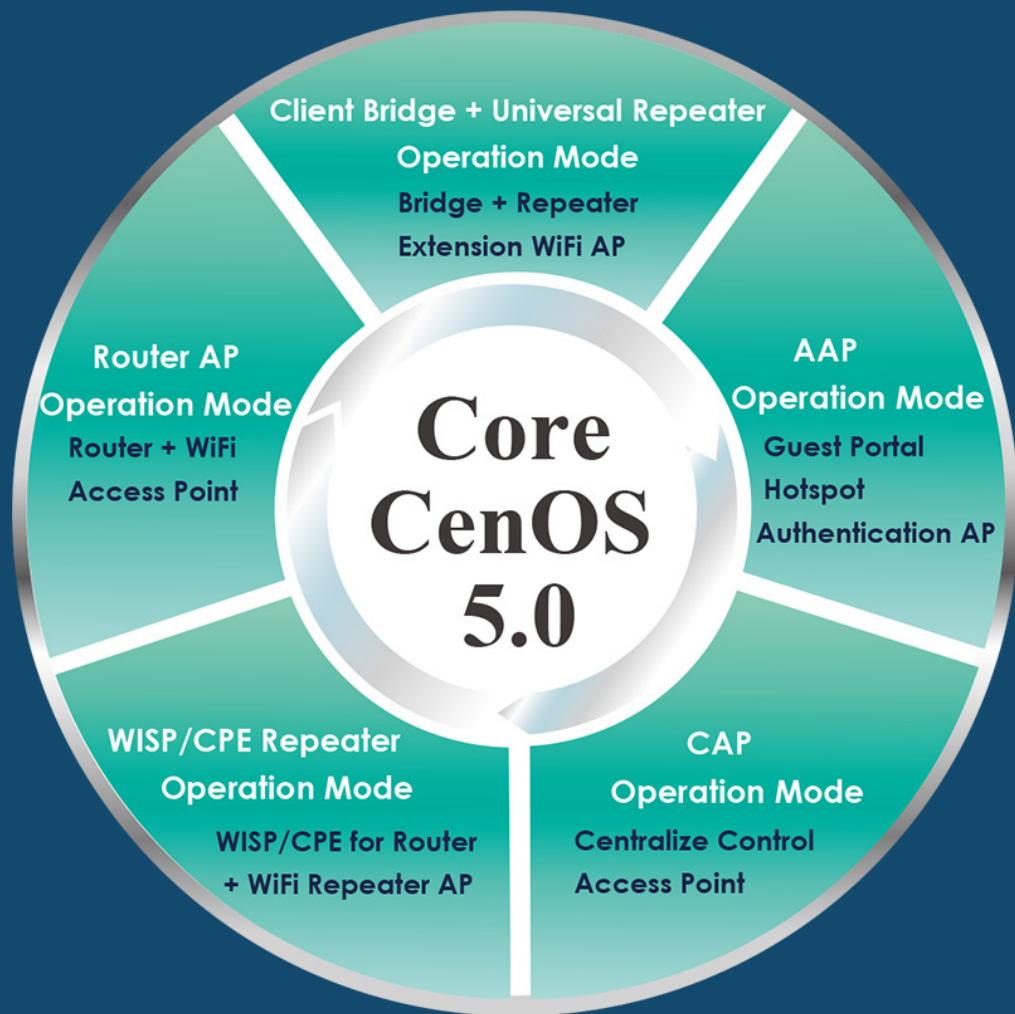 Client Bridge + Universal Repeater
Operation Mode
Bridge + Repeater
Extension WiFi AP
Router AP
Operation Mode
Router + WiFi
Access Point
AAP
Operation Mode
Guest Portal
Hotspot
Authentication AP
Core
CenOS
5.0
WISP/CPE Repeater
Operation Mode
WISP/CPE for Router
+ WiFi Repeater AP
CAP
Operation Mode
Centralize Control
Access Point